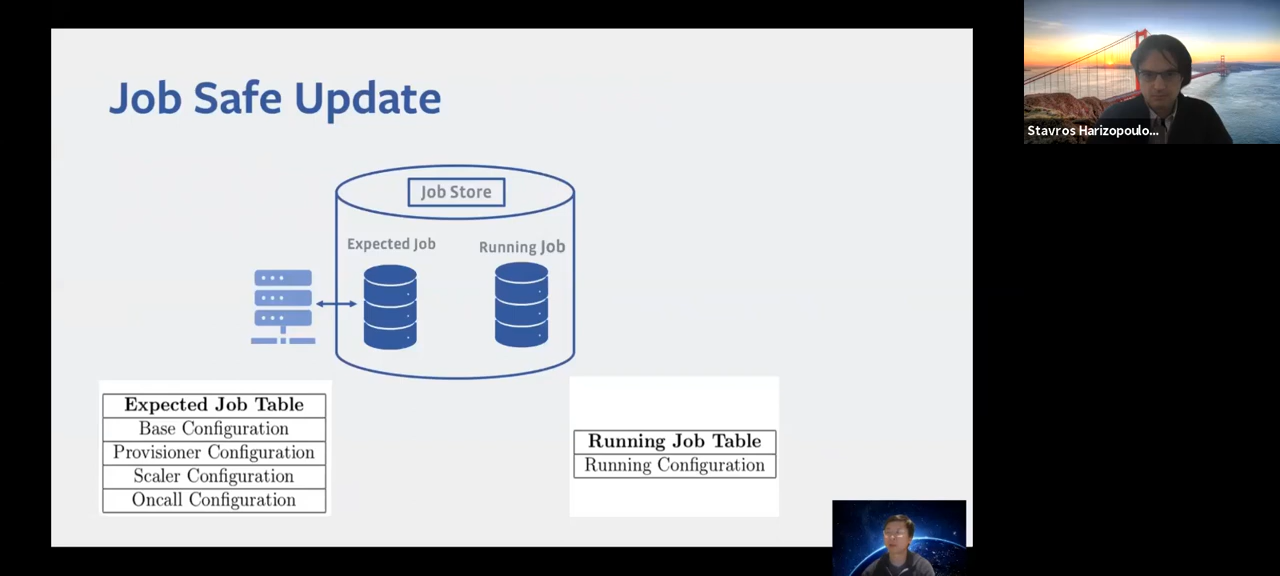 Job Safe Update
Job Store
Expected Job
Running Job
Expected Job Table
Base Configuration
Provisioner Configuration
Scaler Configuration
Oncall Configuration
Running Job Table
Running Configuration
Stavros Harizopoulo...